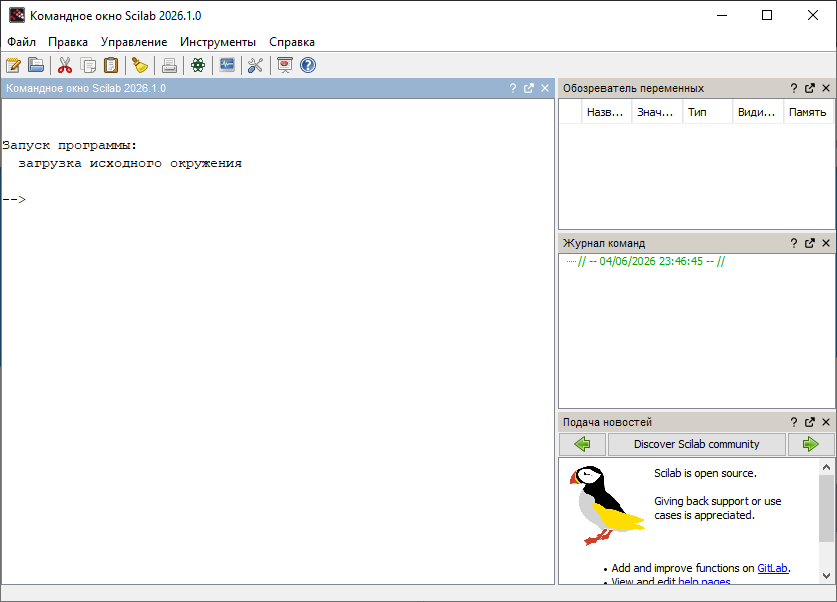 Командное окно Scilab 2026.1.0
Файл Правка Управление Инструменты Справка
Командное окно Scilab 2026.1.0
Запуск программы:
загрузка исходного окружения
-->
Обозреватель переменных
Назв... Знач... Тип Види... Память
Журнал команд
// -- 04/06/2026 23:46:45 -- //
Подача новостей
Discover Scilab community
Scilab is open source.
Giving back support or use
cases is appreciated.
• Add and improve functions on GitLab.
• View and edit help pages